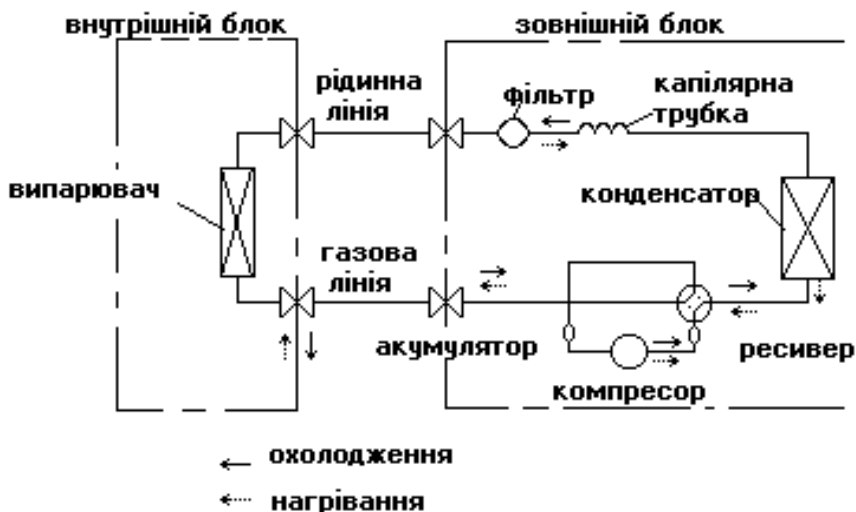 внутрішній блок
зовнішній блок
рідинна
лінія
фільтр
капілярна
трубка
випарювач
конденсатор
газова
лінія
акумулятор
ресивер
компресор
охолодження
нагрівання